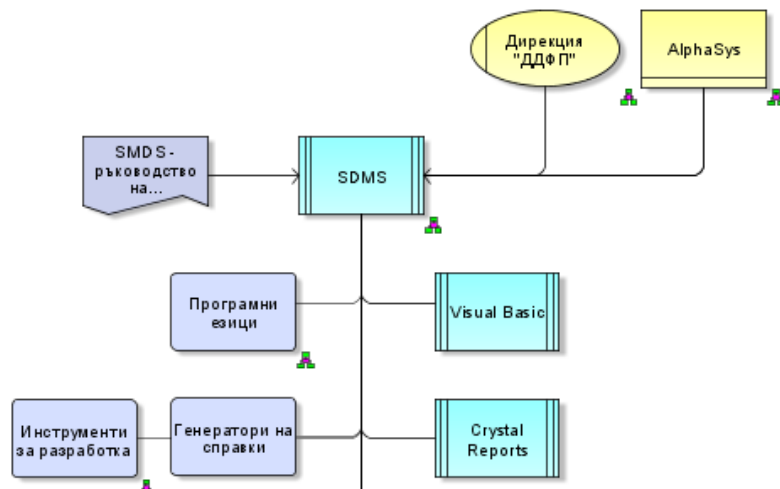 Дирекция
"ДДФП"
AlphaSys
SMDS -
ръководство
на...
SDMS
Програмни
езици
Visual Basic
Инструменти
за разработка
Генератори на
справки
Crystal
Reports